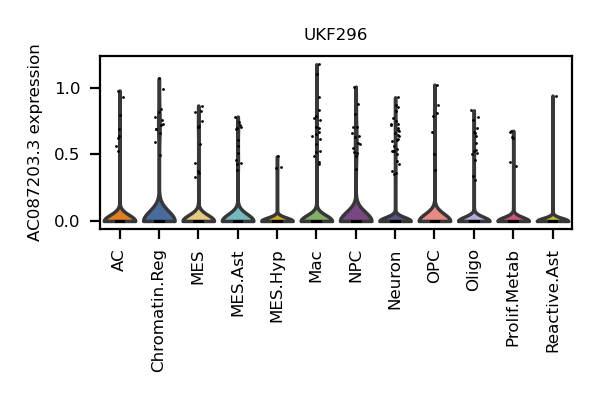 UKF296
AC087203.3 expression
1.0
0.5
0.0
AC
Chromatin.Reg
MES
MES.Ast
MES.Hyp
Mac
NPC
Neuron
OPC
Oligo
Prolif.Metab
Reactive.Ast